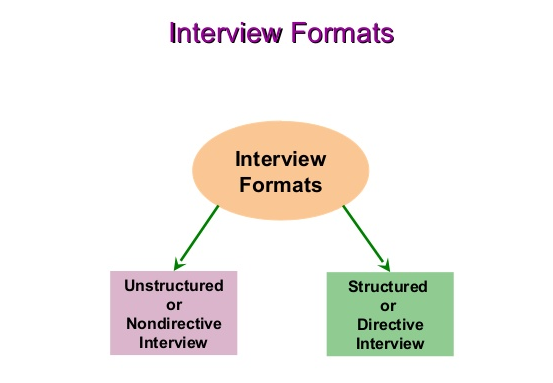 Interview Formats
Interview
Formats
Unstructured
or
Nondirective
Interview
Structured
or
Directive
Interview